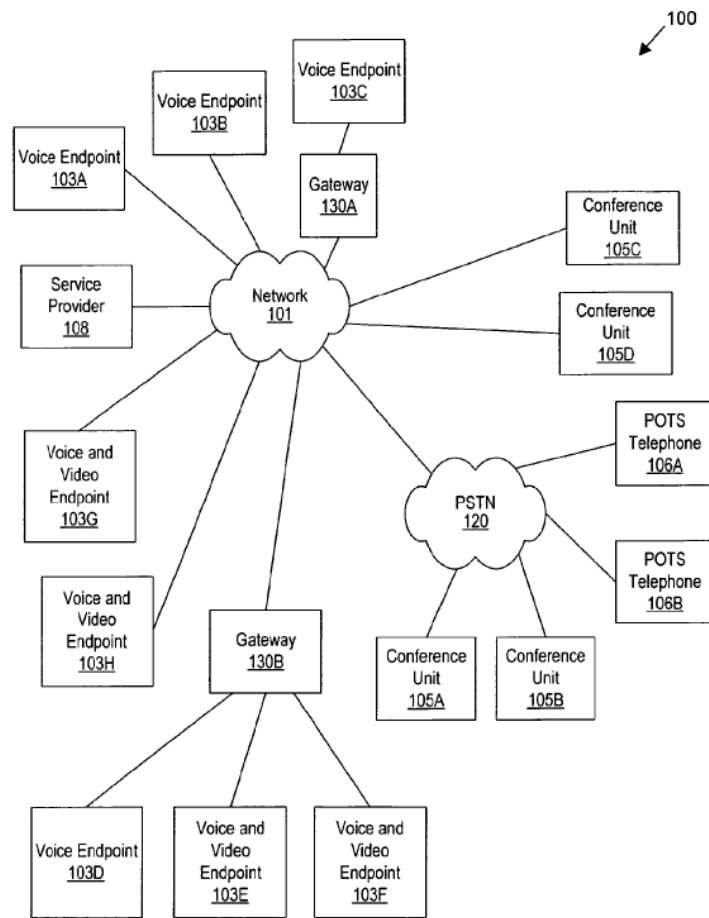 100
Voice Endpoint
103C
Voice Endpoint
103B
Voice Endpoint
103A
Gateway
130A
Conference
Unit
105C
Service
Provider
108
Network
101
Conference
Unit
105D
POTS
Telephone
106A
Voice and
Video
Endpoint
103G
PSTN
120
POTS
Telephone
106B
Voice and
Video
Endpoint
103H
Gateway
130B
Conference
Unit
105A
Conference
Unit
105B
Voice Endpoint
103D
Voice and
Video
Endpoint
103E
Voice and
Video
Endpoint
103F